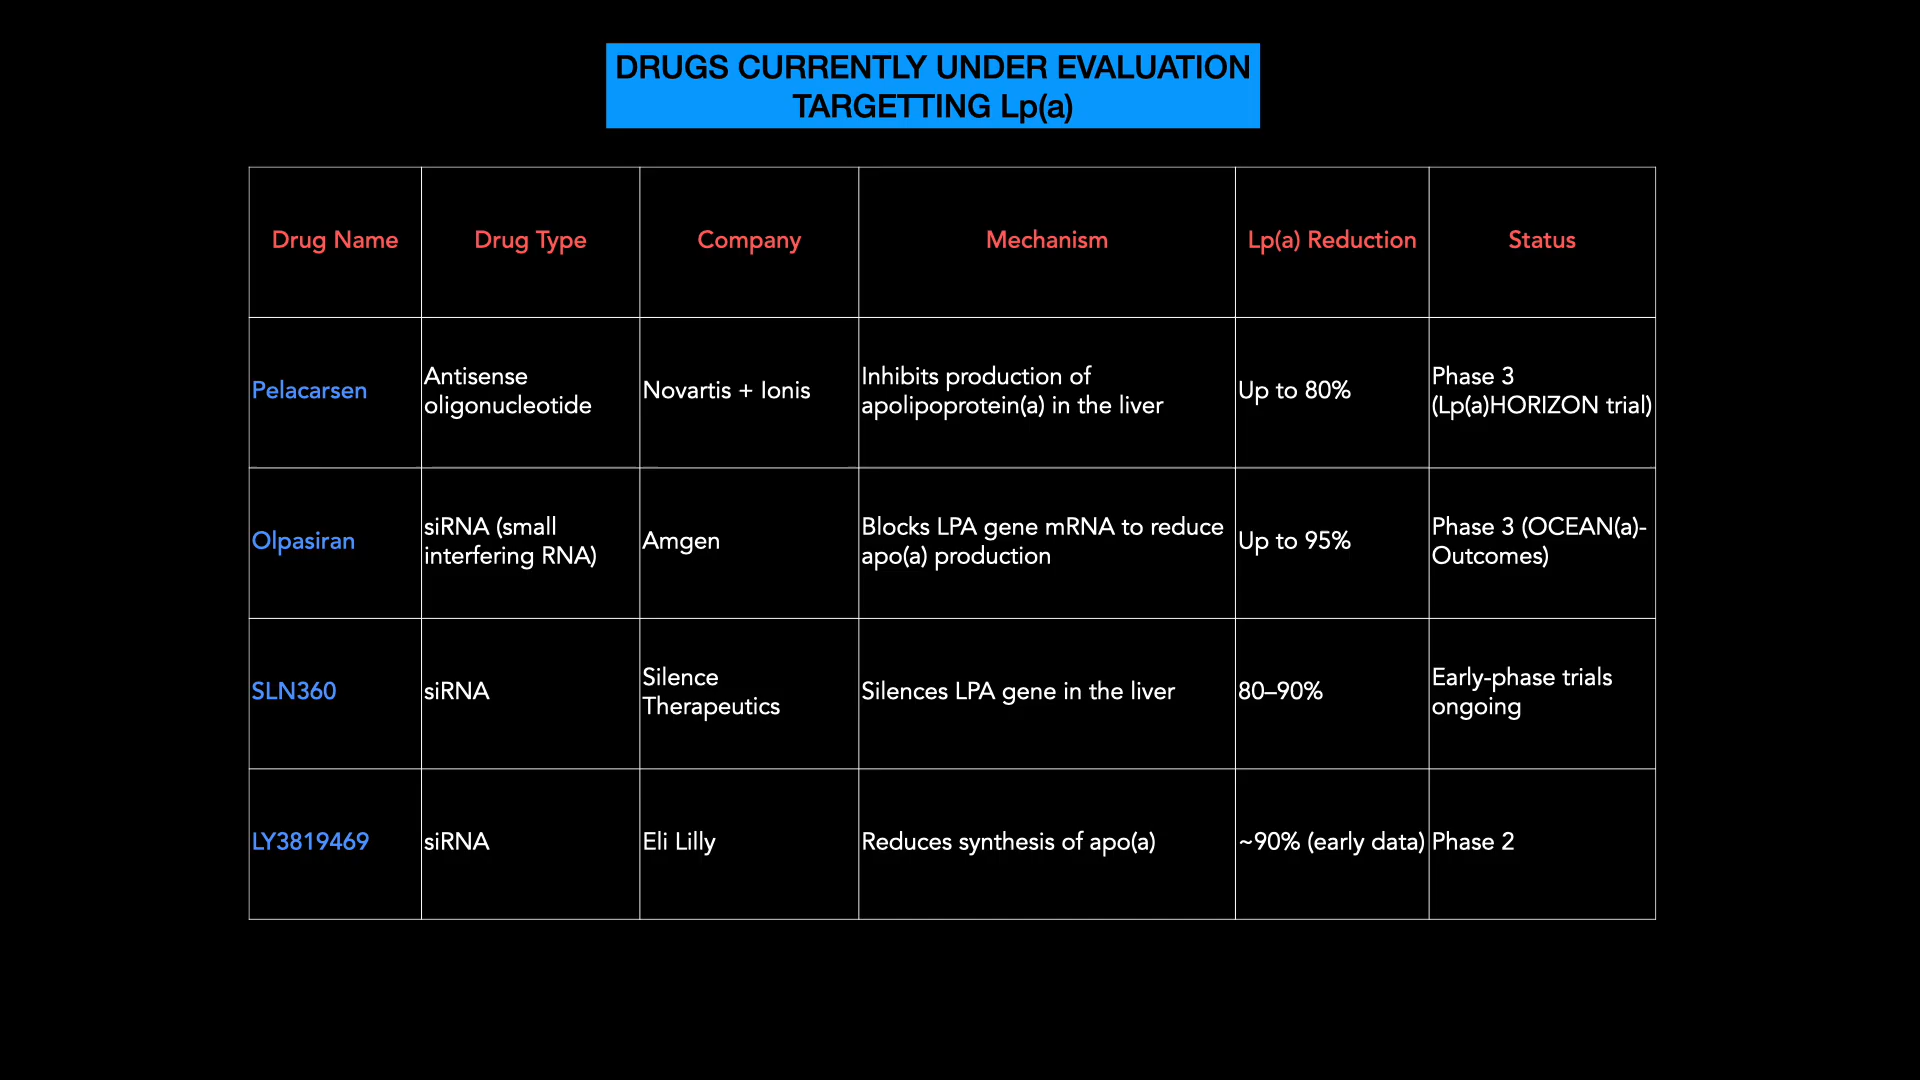 DRUGS CURRENTLY UNDER EVALUATION
TARGETTING Lp(a)
Drug Name
Drug Type
Company
Mechanism
Lp(a) Reduction
Status
Pelacarsen
Antisense
oligonucleotide
Novartis + Ionis
Inhibits production of
apolipoprotein(a) in the liver
Up to 80%
Phase 3
(Lp(a)HORIZON trial)
Olpasiran
siRNA (small
interfering RNA)
Amgen
Blocks LPA gene mRNA to reduce
apo(a) production
Up to 95%
Phase 3 (OCEAN(a)-
Outcomes)
SLN360
siRNA
Silence
Therapeutics
Silences LPA gene in the liver
80–90%
Early-phase trials
ongoing
LY3819469
siRNA
Eli Lilly
Reduces synthesis of apo(a)
~90% (early data)
Phase 2